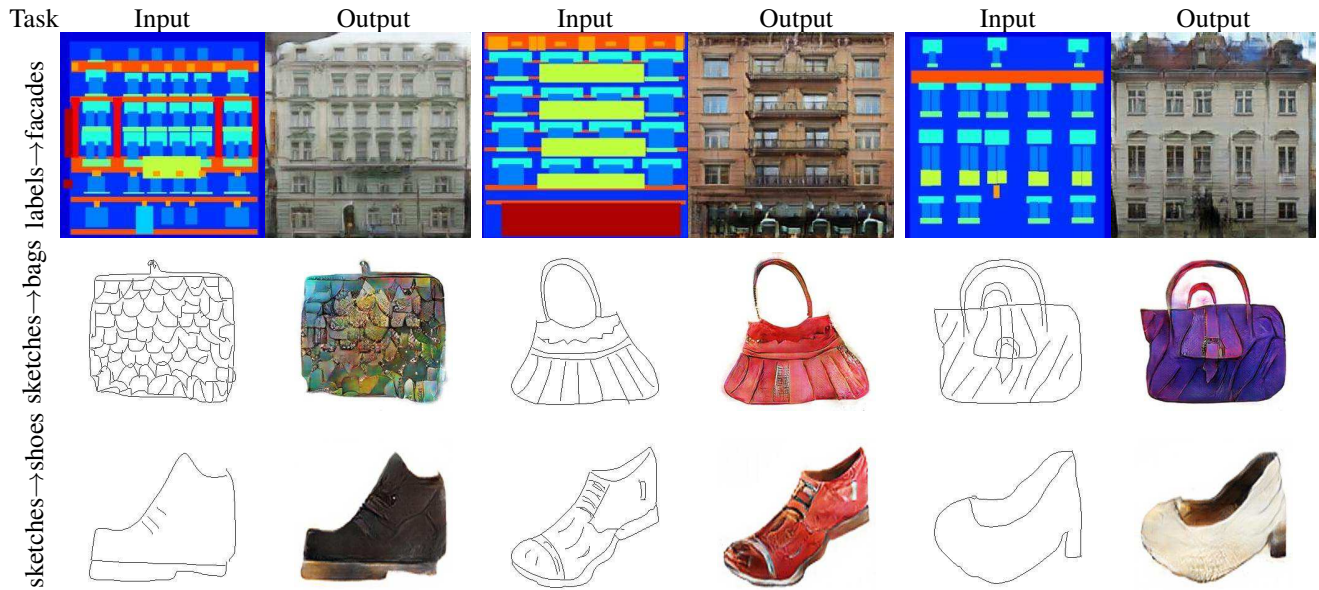 Task Input Output Input Output Input Output
labels→facades
sketches→bags
sketches→shoes